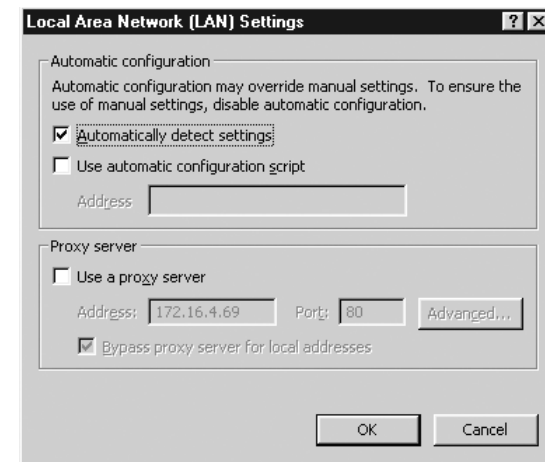 Local Area Network (LAN) Settings
Automatic configuration
Automatic configuration may override manual settings. To ensure the
use of manual settings, disable automatic configuration.
Automatically detect settings
Use automatic configuration script
Address
Proxy server
Use a proxy server
Address: 172.16.4.69 Port: 80 Advanced...
Bypass proxy server for local addresses
OK Cancel